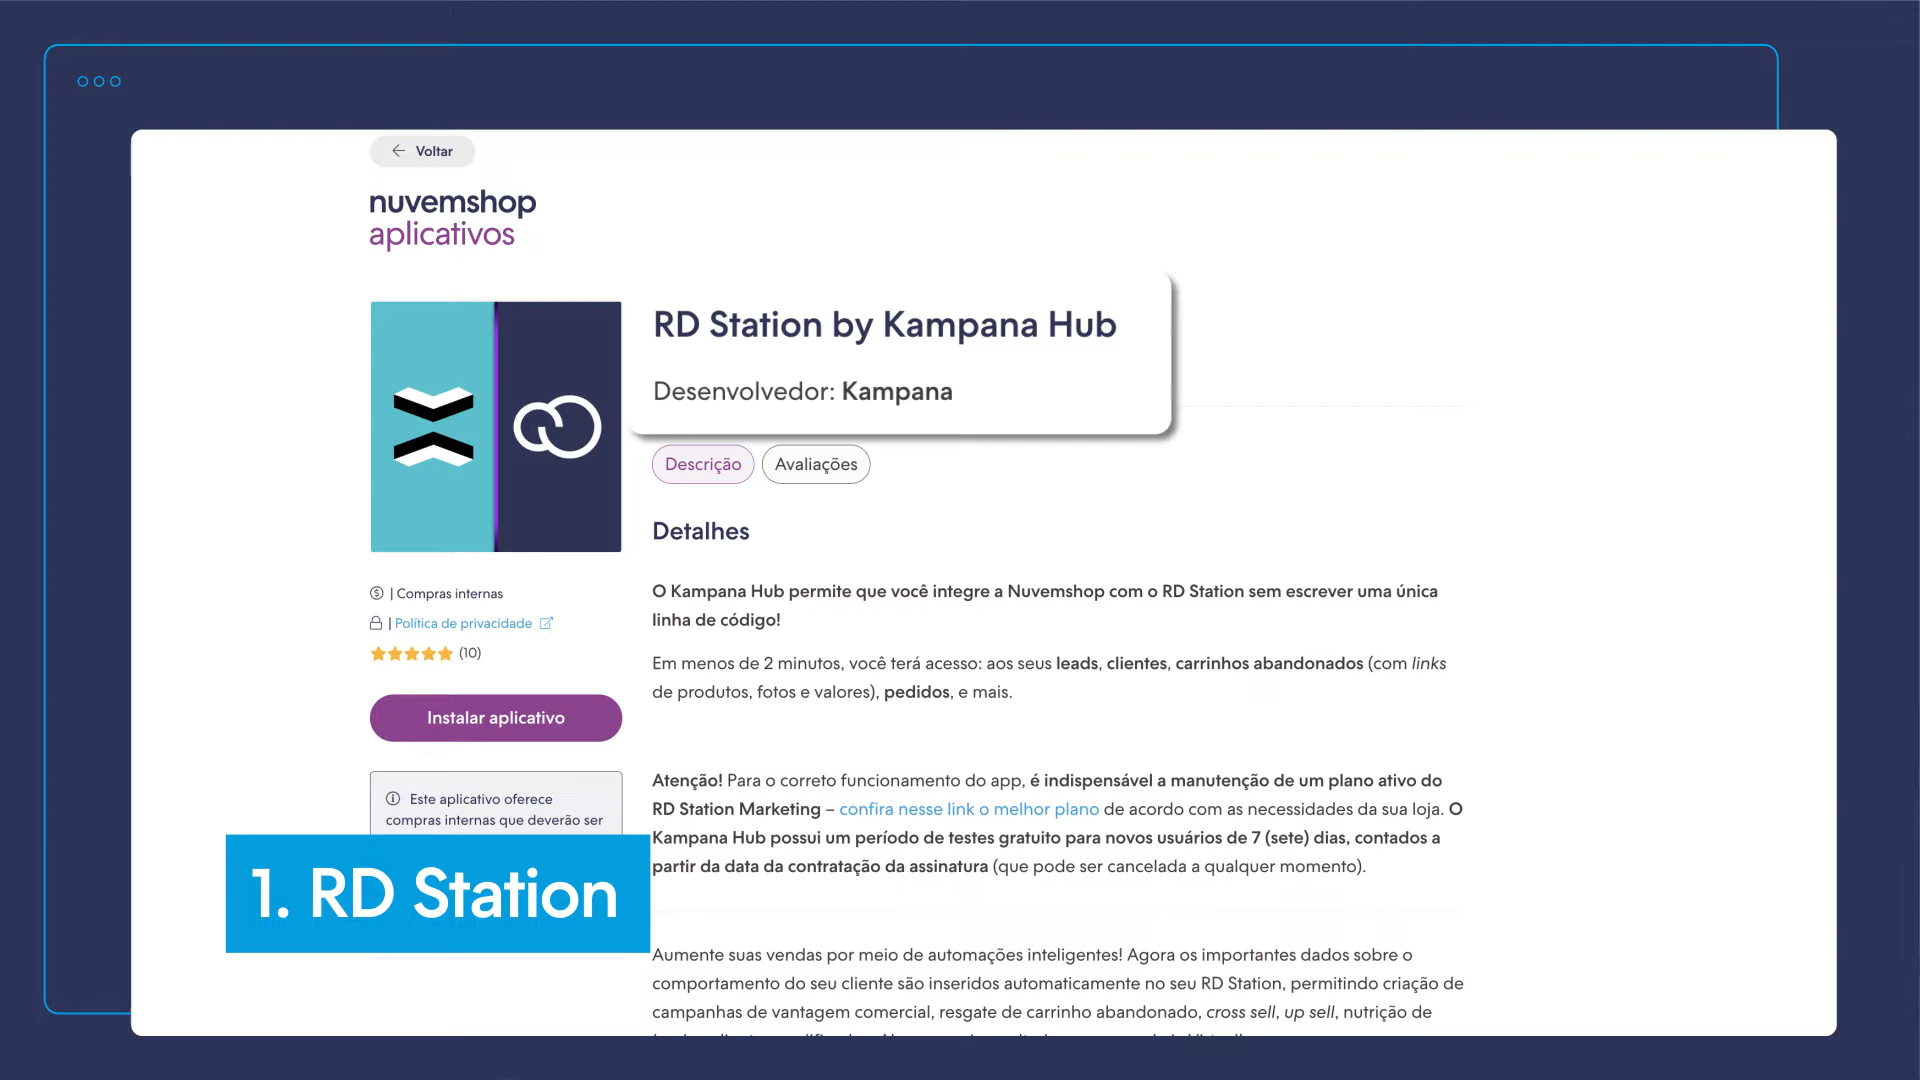 Voltar
nuvemshop
aplicativos
RD Station by Kampana Hub
Desenvolvedor: Kampana
Descrição
Avaliações
Detalhes
O Kampana Hub permite que você integre a Nuvemshop com o RD Station sem escrever uma única
linha de código!
Em menos de 2 minutos, você terá acesso: aos seus leads, clientes, carrinhos abandonados (com links
de produtos, fotos e valores), pedidos, e mais.
Atenção! Para o correto funcionamento do app, é indispensável a manutenção de um plano ativo do
RD Station Marketing – confira nesse link o melhor plano de acordo com as necessidades da sua loja. O
Kampana Hub possui um período de testes gratuito para novos usuários de 7 (sete) dias, contados a
partir da data da contratação da assinatura (que pode ser cancelada a qualquer momento).
Aumente suas vendas por meio de automações inteligentes! Agora os importantes dados sobre o
comportamento do seu cliente são inseridos automaticamente no seu RD Station, permitindo criação de
campanhas de vantagem comercial, resgate de carrinho abandonado, cross sell, up sell, nutrição de
| Compras internas
| Política de privacidade
(10)
Instalar aplicativo
Este aplicativo oferece
compras internas que deverão ser
1. RD Station